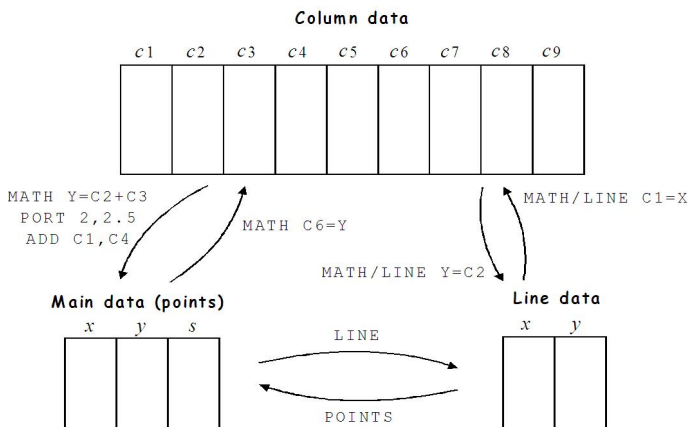 Column data
c1 c2 c3 c4 c5 c6 c7 c8 c9
MATH Y=C2+C3
PORT 2,2.5
ADD C1,C4
MATH C6=Y
MATH/LINE C1=X
MATH/LINE Y=C2
Main data (points)
x y s
LINE
POINTS
Line data
x y